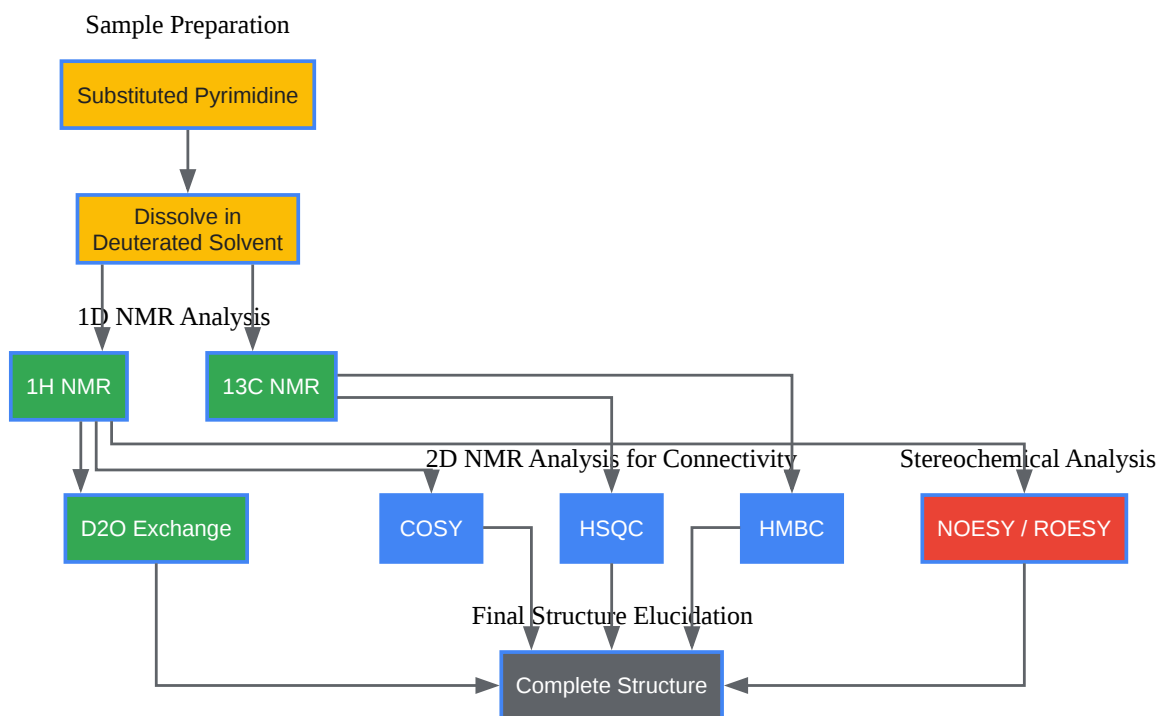 Sample Preparation
Substituted Pyrimidine
Dissolve in
Deuterated Solvent
1D NMR Analysis
1H NMR
13C NMR
2D NMR Analysis for Connectivity
Stereochemical Analysis
D2O Exchange
COSY
HSQC
HMBC
NOESY / ROESY
Final Structure Elucidation
Complete Structure